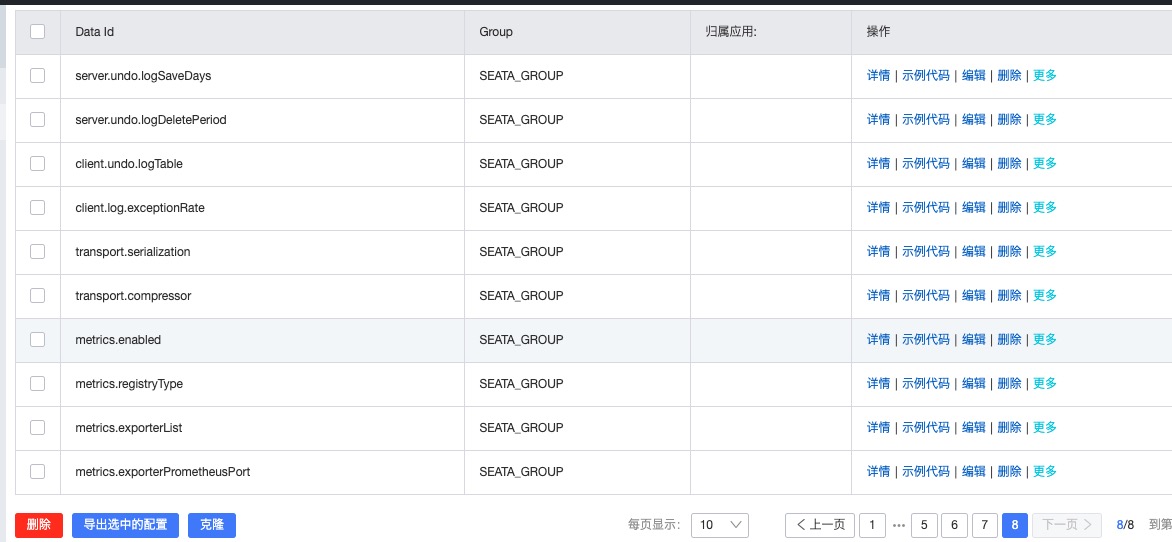 Data Id Group 归属应用: 操作
server.undo.logSaveDays SEATA_GROUP 详情 | 示例代码 | 编辑 | 删除 | 更多
server.undo.logDeletePeriod SEATA_GROUP 详情 | 示例代码 | 编辑 | 删除 | 更多
client.undo.logTable SEATA_GROUP 详情 | 示例代码 | 编辑 | 删除 | 更多
client.log.exceptionRate SEATA_GROUP 详情 | 示例代码 | 编辑 | 删除 | 更多
transport.serialization SEATA_GROUP 详情 | 示例代码 | 编辑 | 删除 | 更多
transport.compressor SEATA_GROUP 详情 | 示例代码 | 编辑 | 删除 | 更多
metrics.enabled SEATA_GROUP 详情 | 示例代码 | 编辑 | 删除 | 更多
metrics.registryType SEATA_GROUP 详情 | 示例代码 | 编辑 | 删除 | 更多
metrics.exporterList SEATA_GROUP 详情 | 示例代码 | 编辑 | 删除 | 更多
metrics.exporterPrometheusPort SEATA_GROUP 详情 | 示例代码 | 编辑 | 删除 | 更多
删除 导出选中的配置 克隆 每页显示: 10 < 上一页 1 ••• 5 6 7 8 下一页 > 8/8 到第